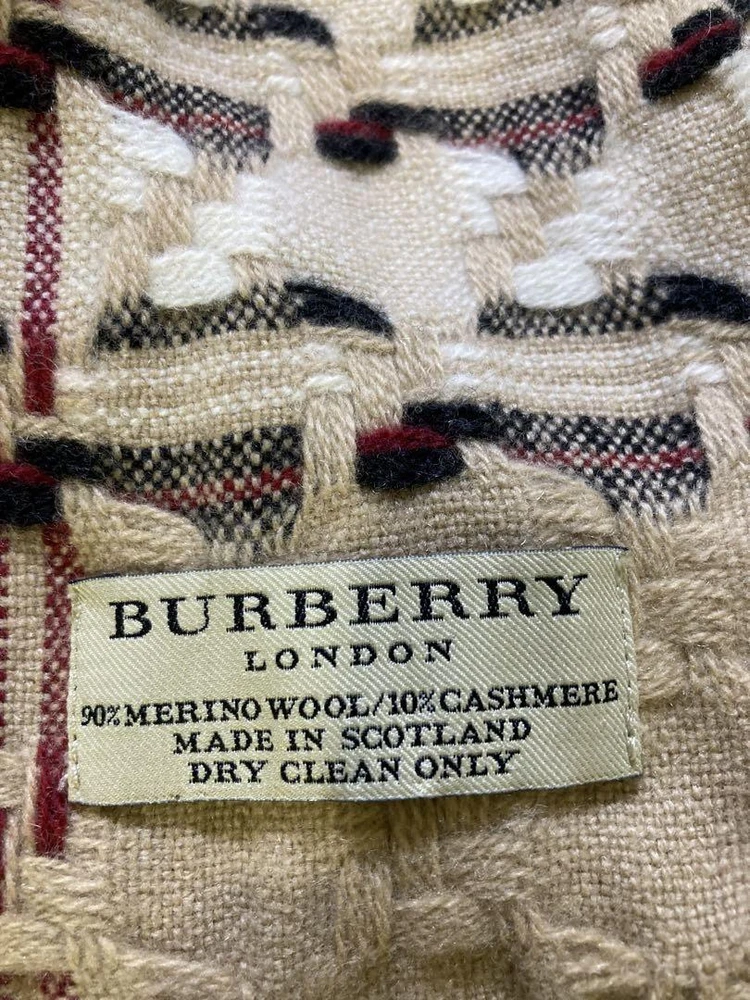 BURBERRY
LONDON
90% MERINO WOOL/10% CASHMERE
MADE IN SCOTLAND
DRY CLEAN ONLY